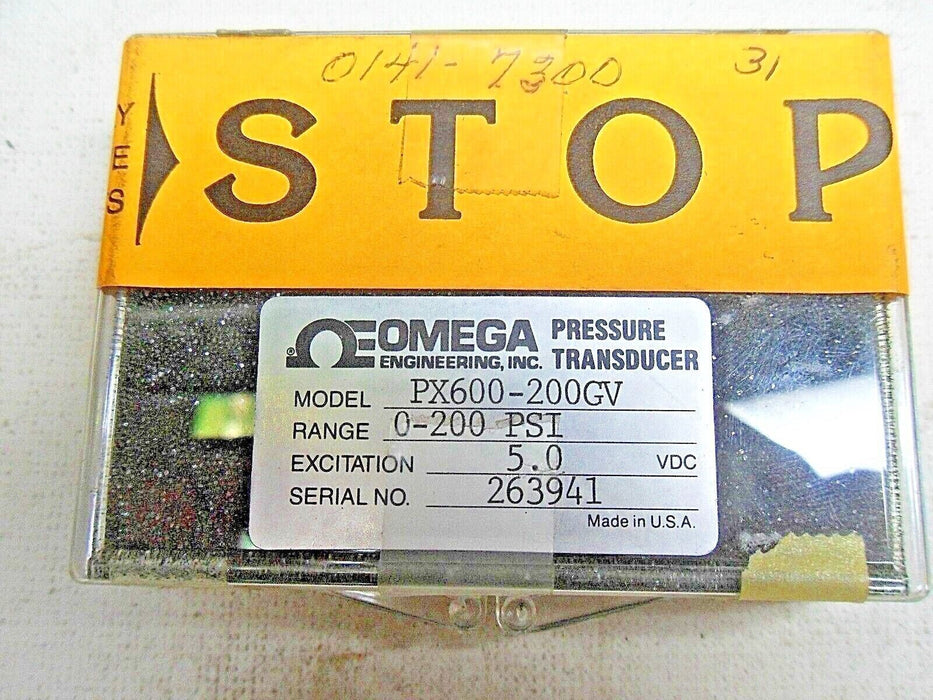 0141-7300 31
YES
STOP
® OMEGA PRESSURE
ENGINEERING, INC. TRANSDUCER
MODEL PX600-200GV
RANGE 0-200 PSI
EXCITATION 5.0 VDC
SERIAL NO. 263941
Made in U.S.A.